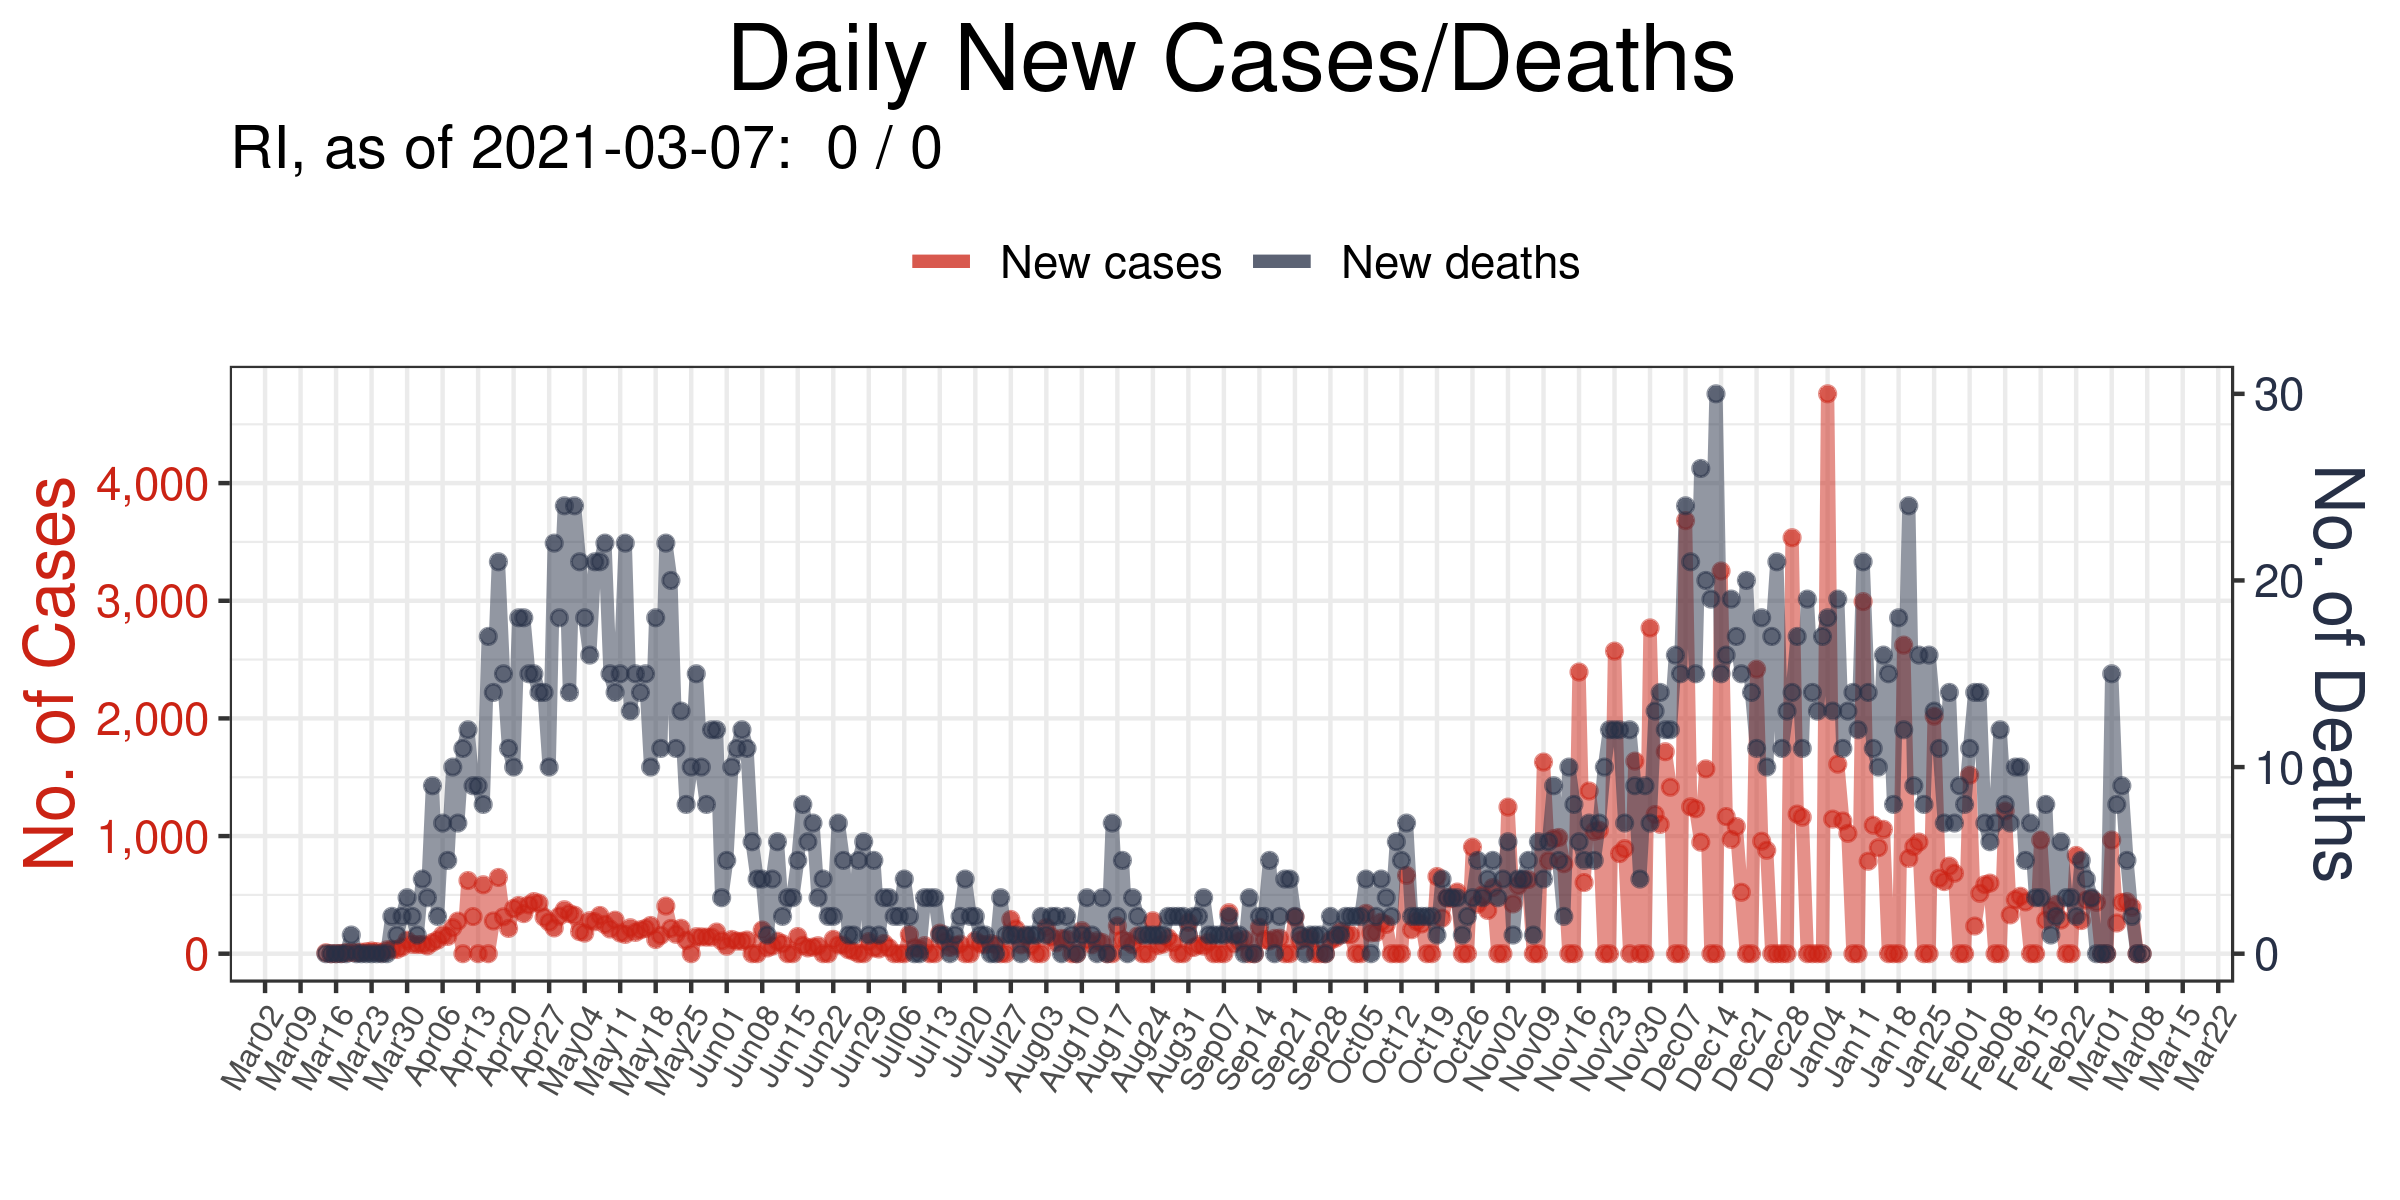 Daily New Cases/Deaths
RI, as of 2021-03-07:  0 / 0
New cases
New deaths
No. of Cases
4,000
3,000
2,000
1,000
0
30
20
10
0
No. of Deaths
Mar02
Mar09
Mar16
Mar23
Mar30
Apr06
Apr13
Apr20
Apr27
May04
May11
May18
May25
Jun01
Jun08
Jun15
Jun22
Jun29
Jul06
Jul13
Jul20
Jul27
Aug03
Aug10
Aug17
Aug24
Aug31
Sep07
Sep14
Sep21
Sep28
Oct05
Oct12
Oct19
Oct26
Nov02
Nov09
Nov16
Nov23
Nov30
Dec07
Dec14
Dec21
Dec28
Jan04
Jan11
Jan18
Jan25
Feb01
Feb08
Feb15
Feb22
Mar01
Mar08
Mar15
Mar22